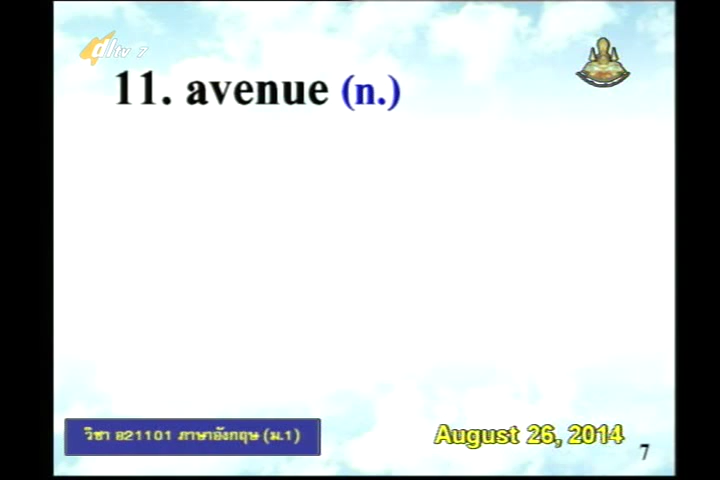 dltv 7
11. avenue (n.)
วิชา อ21101 ภาษาอังกฤษ (ม.1)
August 26, 2014
7